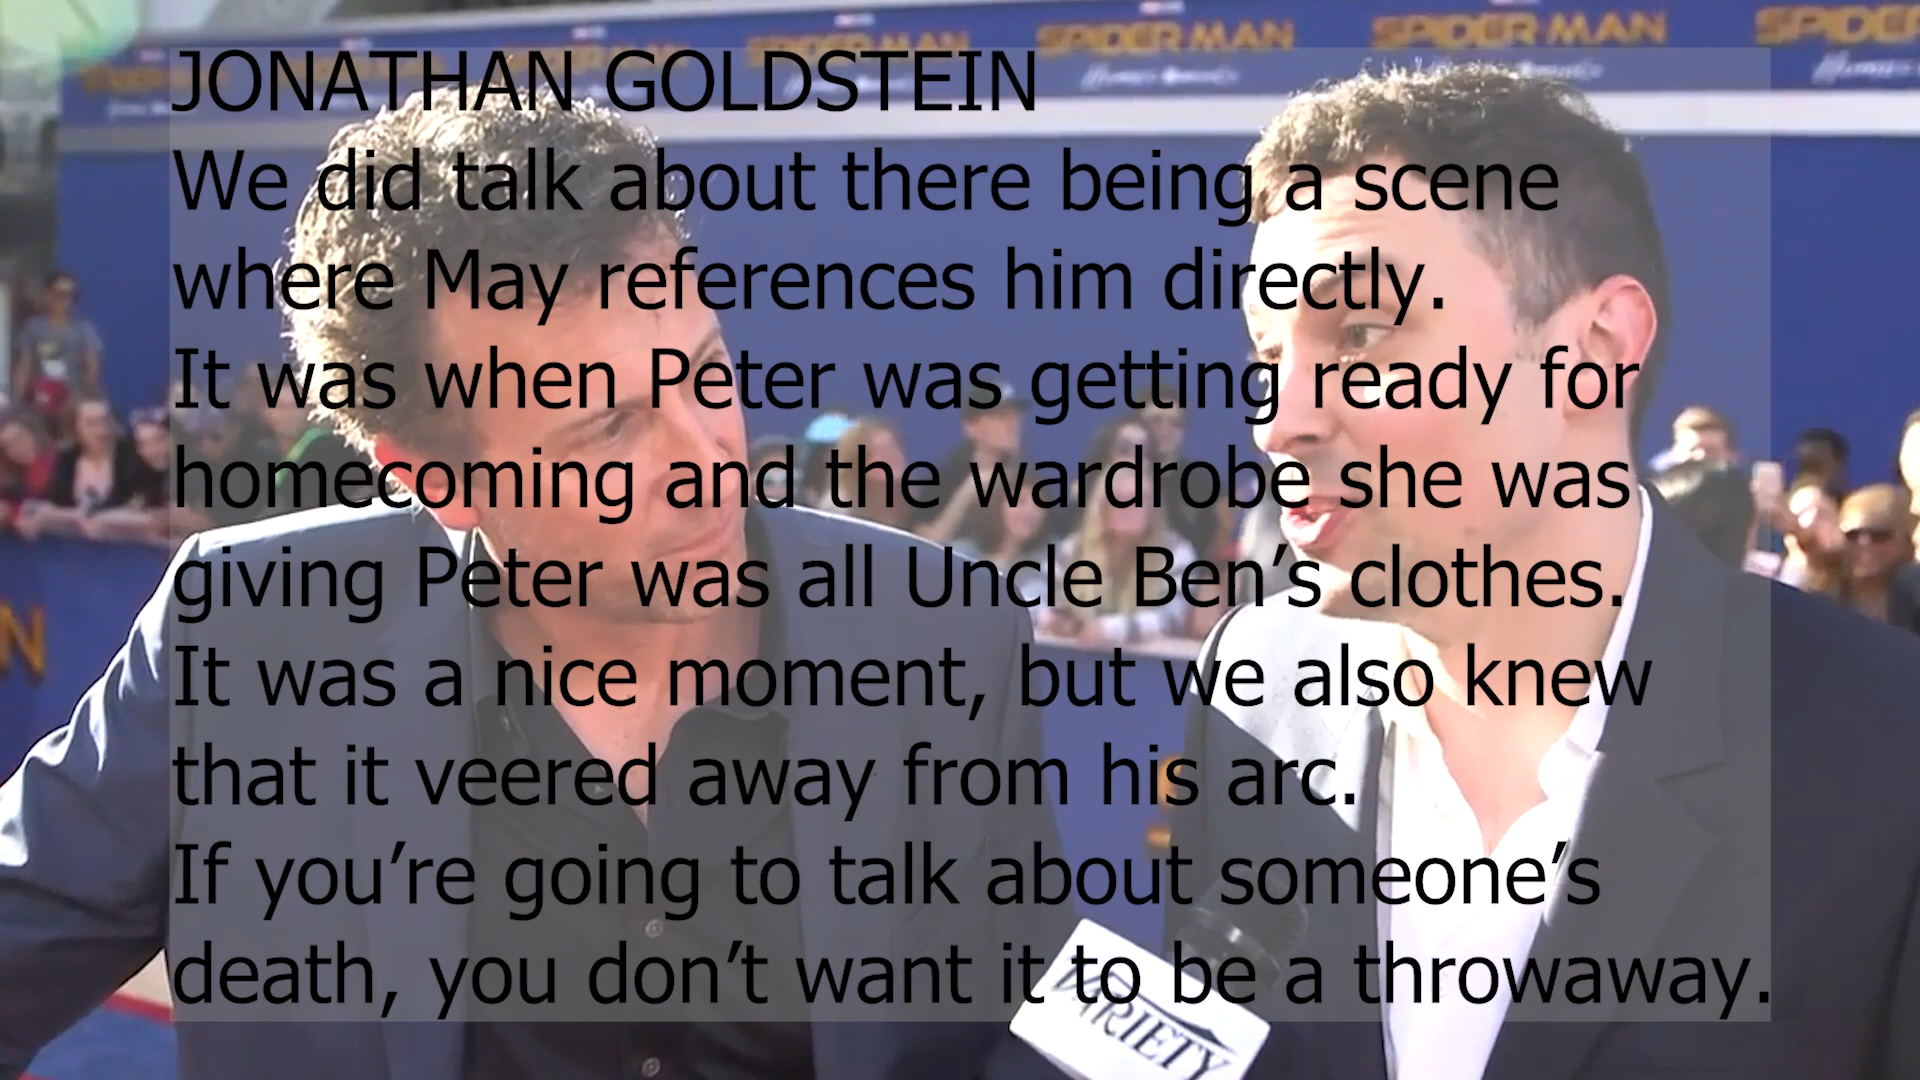 SPIDER-MAN SPIDER-MAN SPIDER-MAN
JONATHAN GOLDSTEIN
We did talk about there being a scene
where May references him directly.
It was when Peter was getting ready for
homecoming and the wardrobe she was
giving Peter was all Uncle Ben’s clothes.
It was a nice moment, but we also knew
that it veered away from his arc.
If you’re going to talk about someone’s
death, you don’t want it to be a throwaway.
VARIETY